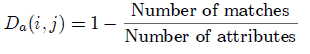 D_a(i, j) = 1 − Number of matches / Number of attributes